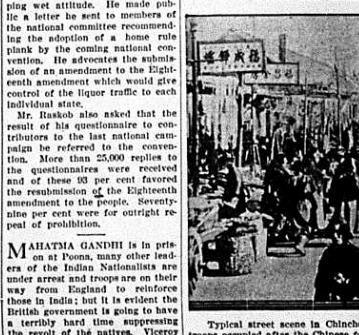 ping wet attitude. He made pub-
lic a letter he sent to members of
the national committee recommend-
ing the adoption of a home rule
plank by the coming national con-
vention. He advocates the submis-
sion of an amendment to the Eight-
eenth amendment which would give
control of the liquor traffic to each
individual state.
Mr. Raskob also asked that the
result of his questionnaire to con-
tributors to the last national cam-
paign be referred to the conven-
tion. More than 25,000 replies to
the questionnaires were received
and of these 93 per cent favored
the resubmission of the Eighteenth
amendment to the people. Seventy-
nine per cent were for outright re-
peal of prohibition.
MAHATMA GANDHI is in pris-
on at Poona, many other lead-
ers of the Indian Nationalists are
under arrest and troops are on their
way from England to reinforce
those in India; but it is evident the
British government is going to have
a terribly hard time suppressing
the revolt of the natives. Viceroy
Typical street scene in
occupied after the Chinese